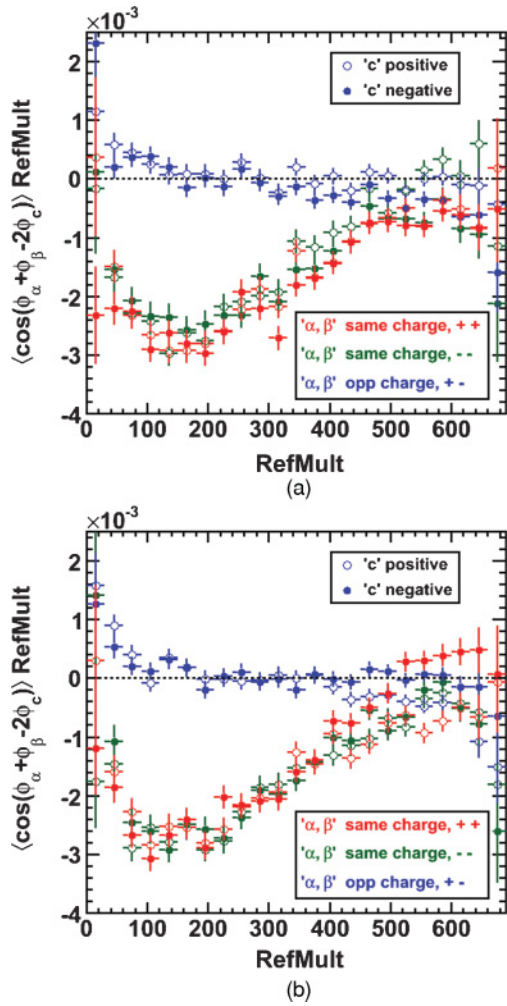 ×10⁻³
2
1
0
-1
-2
-3
-4
⟨cos(ϕα+ϕβ-2ϕc)⟩ RefMult
'c' positive
'c' negative
'α, β' same charge, + +
'α, β' same charge, - -
'α, β' opp charge, + -
0 100 200 300 400 500 600
RefMult
(a)
×10⁻³
2
1
0
-1
-2
-3
-4
⟨cos(ϕα+ϕβ-2ϕc)⟩ RefMult
'c' positive
'c' negative
'α, β' same charge, + +
'α, β' same charge, - -
'α, β' opp charge, + -
0 100 200 300 400 500 600
RefMult
(b)